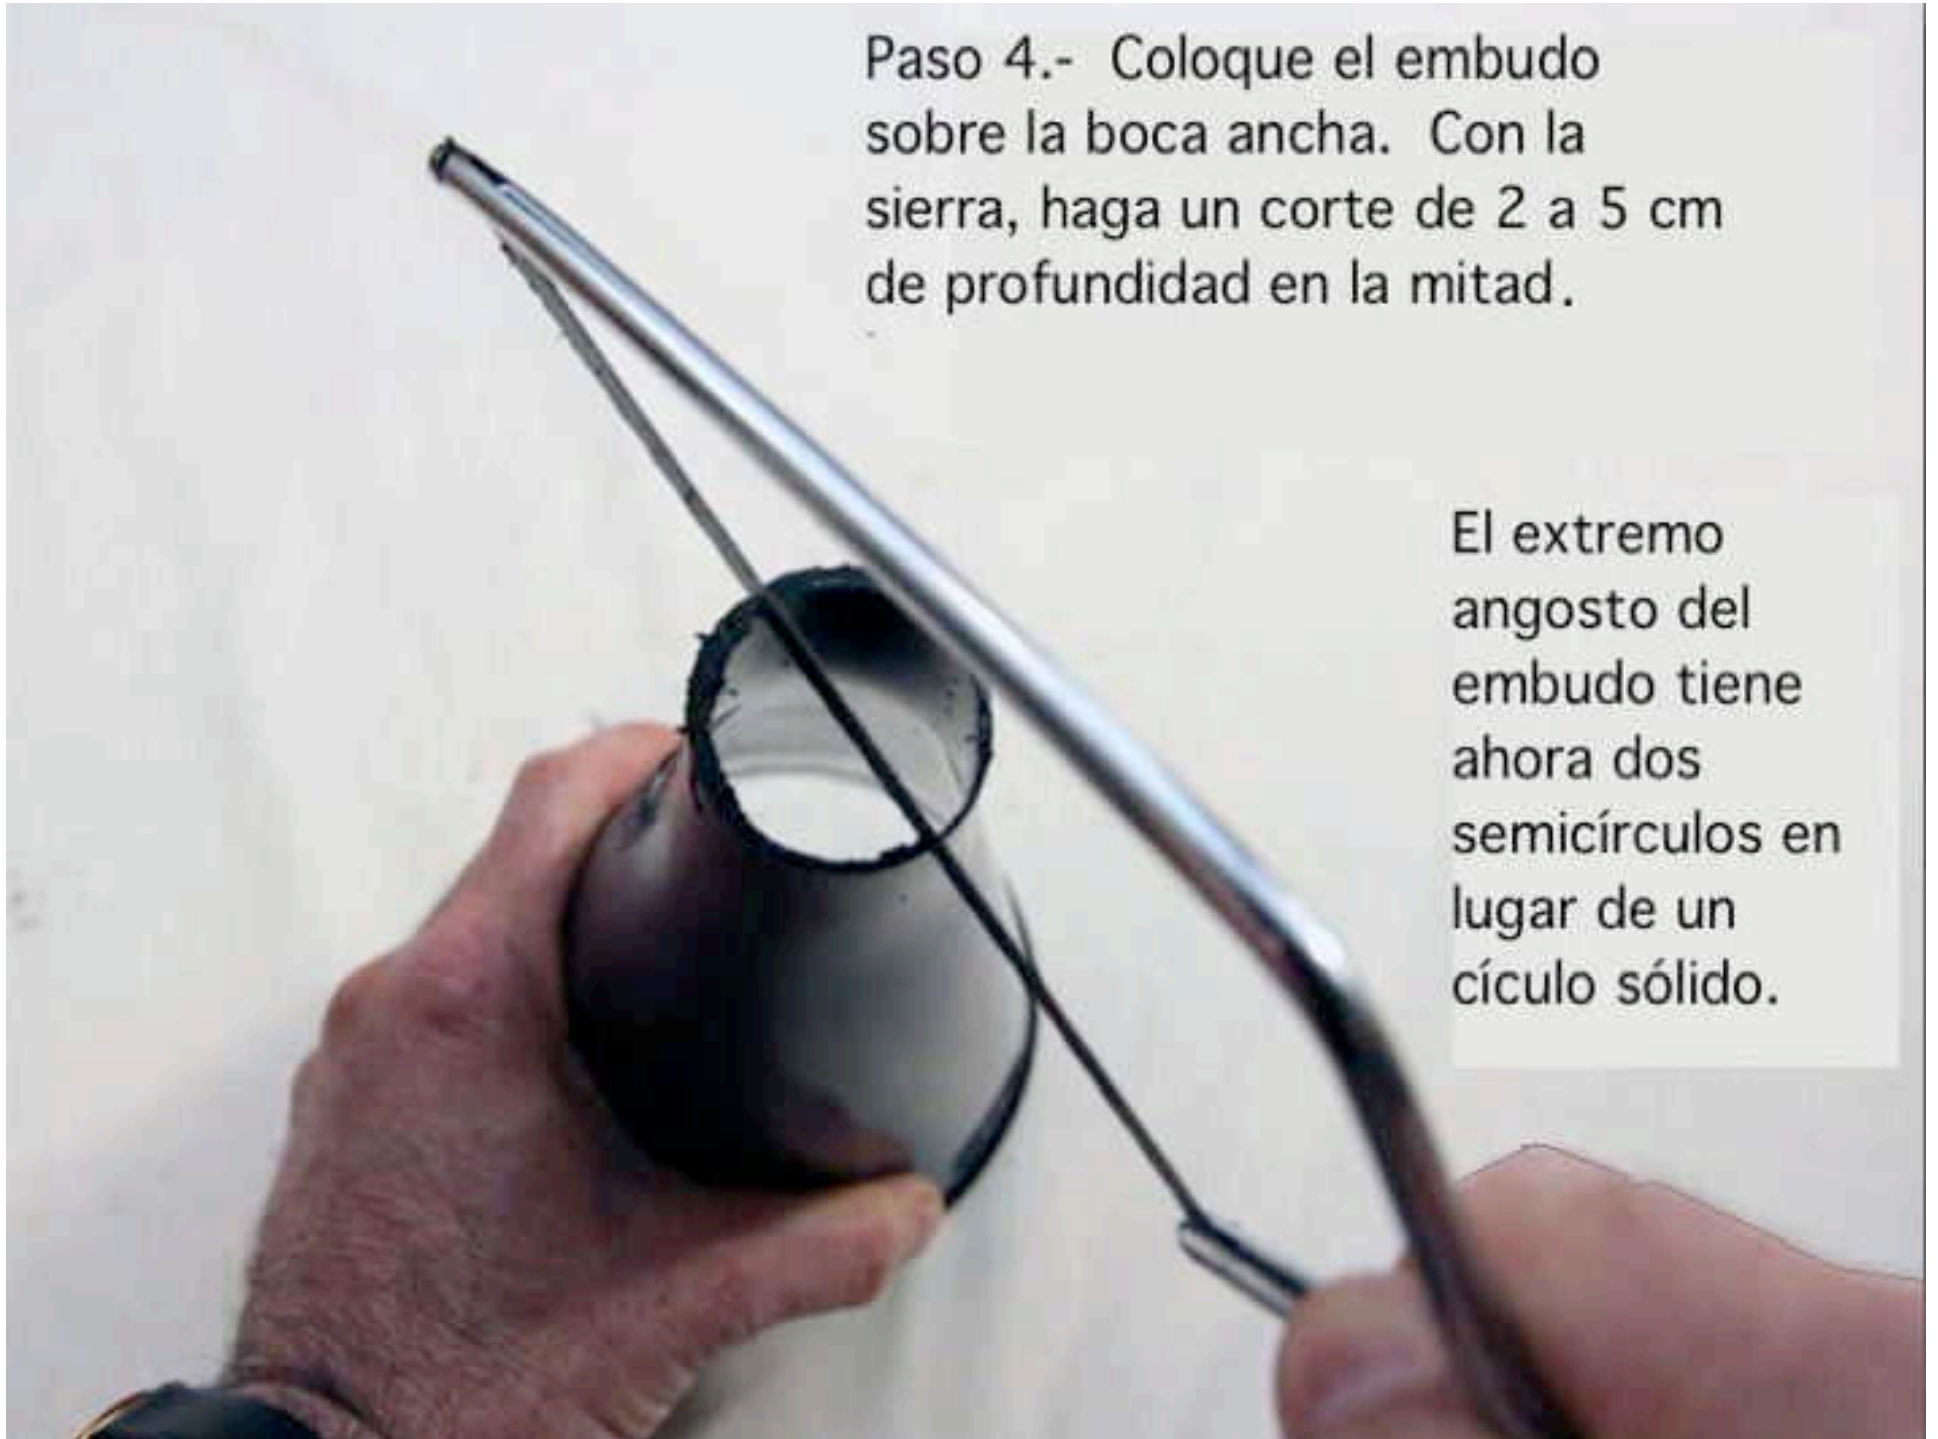 Paso 4.- Coloque el embudo
sobre la boca ancha. Con la
sierra, haga un corte de 2 a 5 cm
de profundidad en la mitad.
El extremo
angosto del
embudo tiene
ahora dos
semicírculos en
lugar de un
cículo sólido.